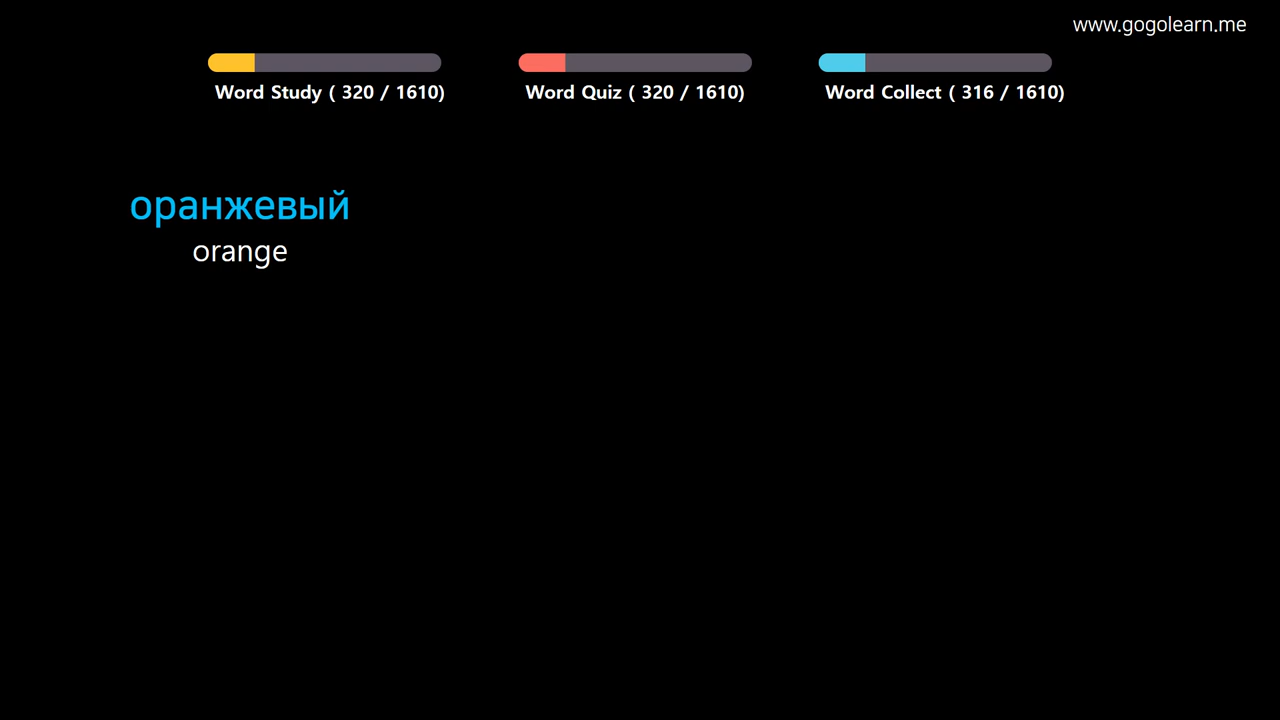 www.gogolearn.me
Word Study ( 320 / 1610)
Word Quiz ( 320 / 1610)
Word Collect ( 316 / 1610)
оранжевый
orange